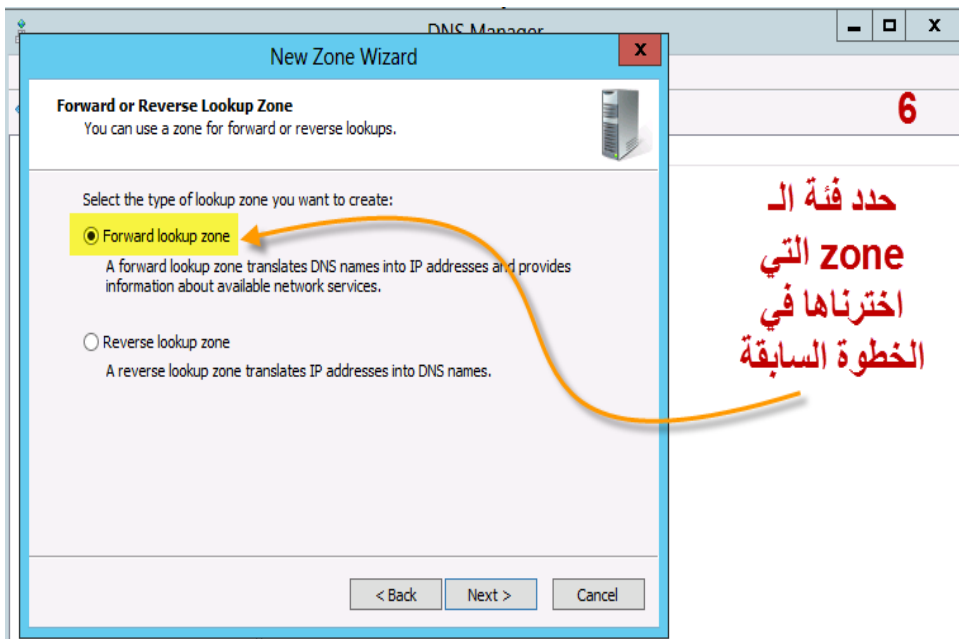 DNS Manager
New Zone Wizard
Forward or Reverse Lookup Zone
You can use a zone for forward or reverse lookups.
Select the type of lookup zone you want to create:
Forward lookup zone
A forward lookup zone translates DNS names into IP addresses and provides
information about available network services.
Reverse lookup zone
A reverse lookup zone translates IP addresses into DNS names.
< Back
Next >
Cancel
6
حدد فئة الـ
zone التي
اخترناها في
الخطوة السابقة